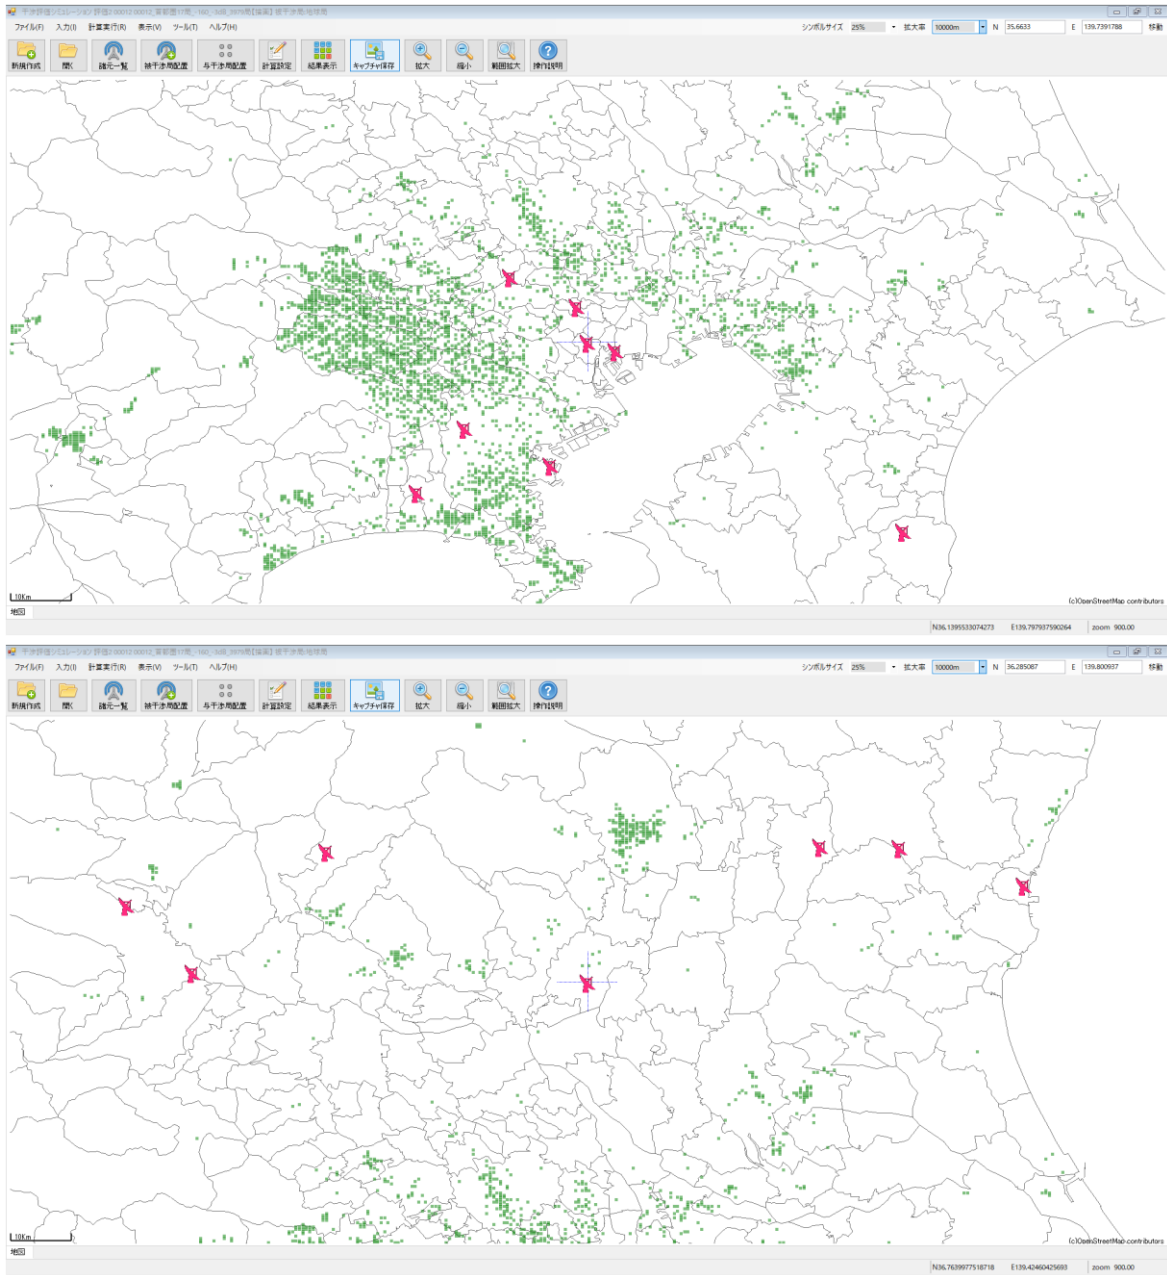 ファイル(F) 入力(I) 計算実行(R) 表示(V) ツール(T) ヘルプ(H) シンボルサイズ 25% 拡大率 10000m N 35.6633 E 139.7391788 移動
新規作成 開く 諸元一覧 被干渉局配置 与干渉局配置 計算設定 結果表示 キャプチャ保存 拡大 縮小 範囲拡大 操作説明
10Km
(c)OpenStreetMap contributors
地図
N36.1395533074273 E139.797937590264 zoom 900.00
ファイル(F) 入力(I) 計算実行(R) 表示(V) ツール(T) ヘルプ(H) シンボルサイズ 25% 拡大率 10000m N 36.285087 E 139.800937 移動
新規作成 開く 諸元一覧 被干渉局配置 与干渉局配置 計算設定 結果表示 キャプチャ保存 拡大 縮小 範囲拡大 操作説明
10Km
(c)OpenStreetMap contributors
地図
N36.7639977518718 E139.42460425693 zoom 900.00